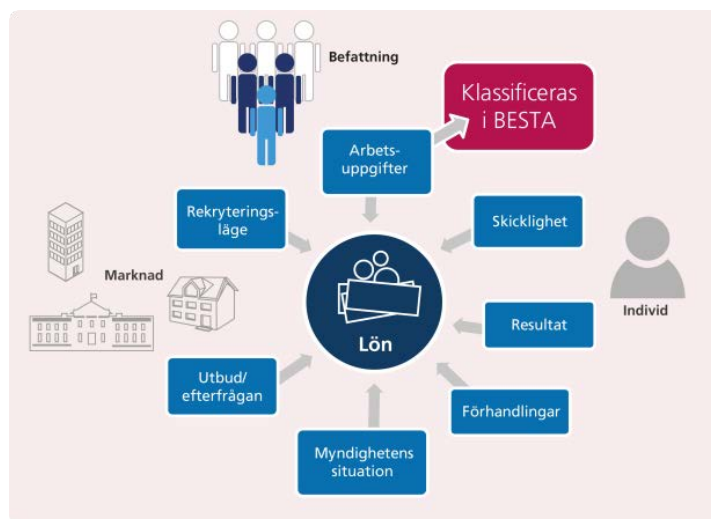 Befattning
Klassificeras
i BESTA
Arbets-
uppgifter
Rekryterings-
läge
Skicklighet
Marknad
Individ
Lön
Resultat
Utbud/
efterfrågan
Förhandlingar
Myndighetens
situation